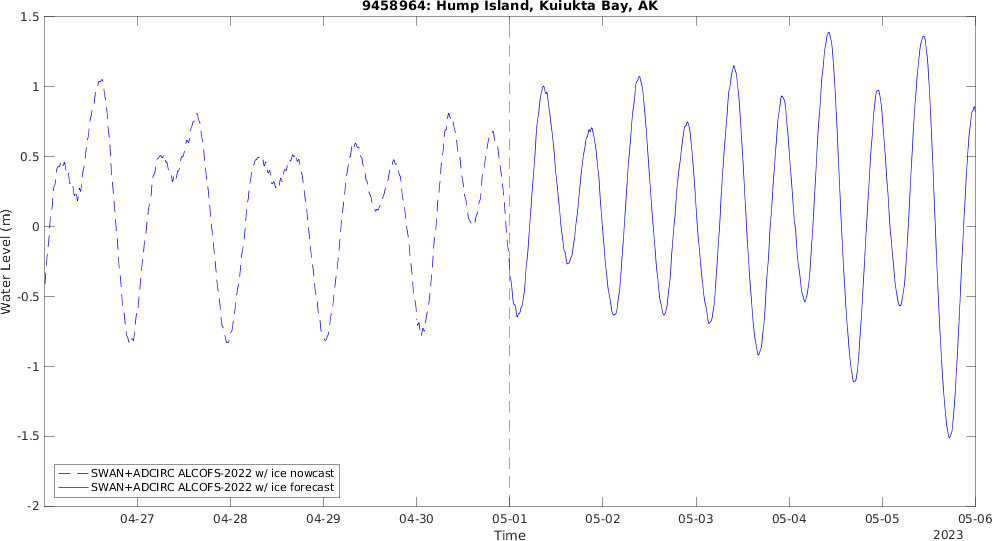 9458964: Hump Island, Kuiukta Bay, AK
1.5
1
0.5
0
-0.5
-1
-1.5
-2
Water Level (m)
SWAN+ADCIRC ALCOFS-2022 w/ ice nowcast
SWAN+ADCIRC ALCOFS-2022 w/ ice forecast
04-27 04-28 04-29 04-30 05-01 05-02 05-03 05-04 05-05 05-06
Time
2023